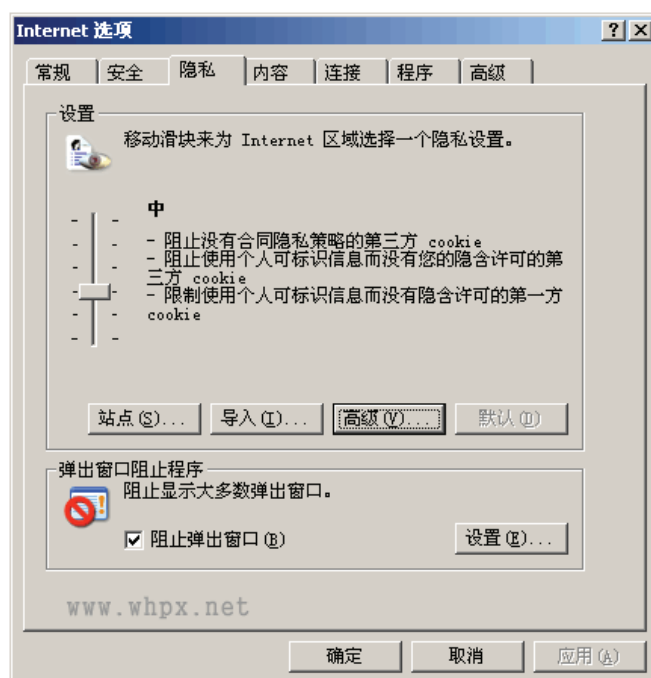 Internet 选项
常规 安全 隐私 内容 连接 程序 高级
设置
移动滑块来为 Internet 区域选择一个隐私设置。
中
- 阻止没有合同隐私策略的第三方 cookie
- 阻止使用个人可标识信息而没有您的隐含许可的第
三方 cookie
- 限制使用个人可标识信息而没有隐含许可的第一方
cookie
站点(S)... 导入(I)... 高级(V)... 默认(D)
弹出窗口阻止程序
阻止显示大多数弹出窗口。
阻止弹出窗口(B) 设置(E)...
www.whpx.net
确定 取消 应用(A)